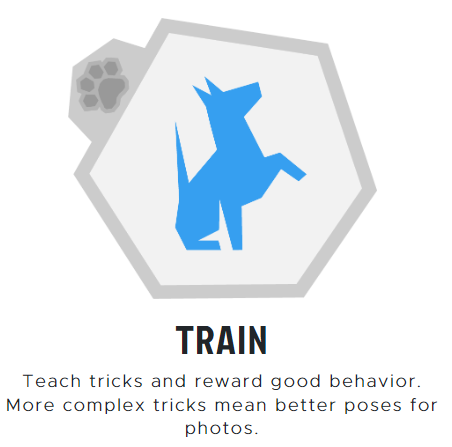 TRAIN
Teach tricks and reward good behavior.
More complex tricks mean better poses for
photos.